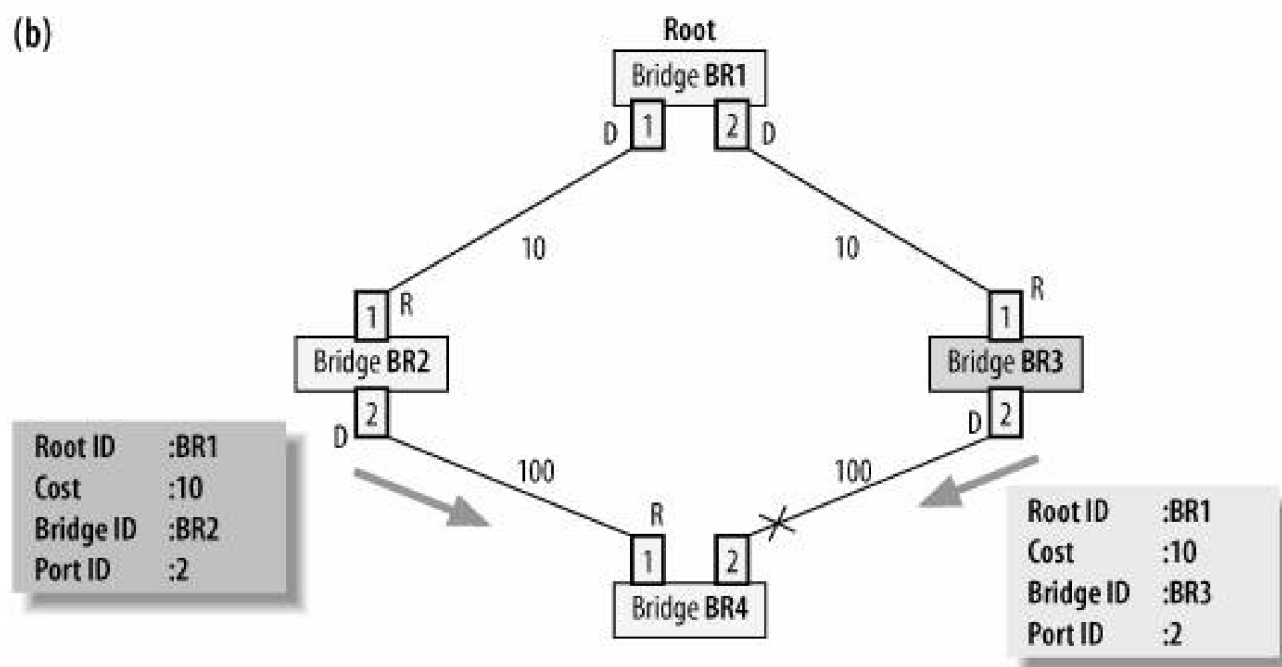 (b)
Root
Bridge BR1
D 1 2 D
10 10
1 R
Bridge BR2
2
D
R
1
Bridge BR3
D 2
100 100
Root ID :BR1
Cost :10
Bridge ID :BR2
Port ID :2
R
1 2
Bridge BR4
Root ID :BR1
Cost :10
Bridge ID :BR3
Port ID :2